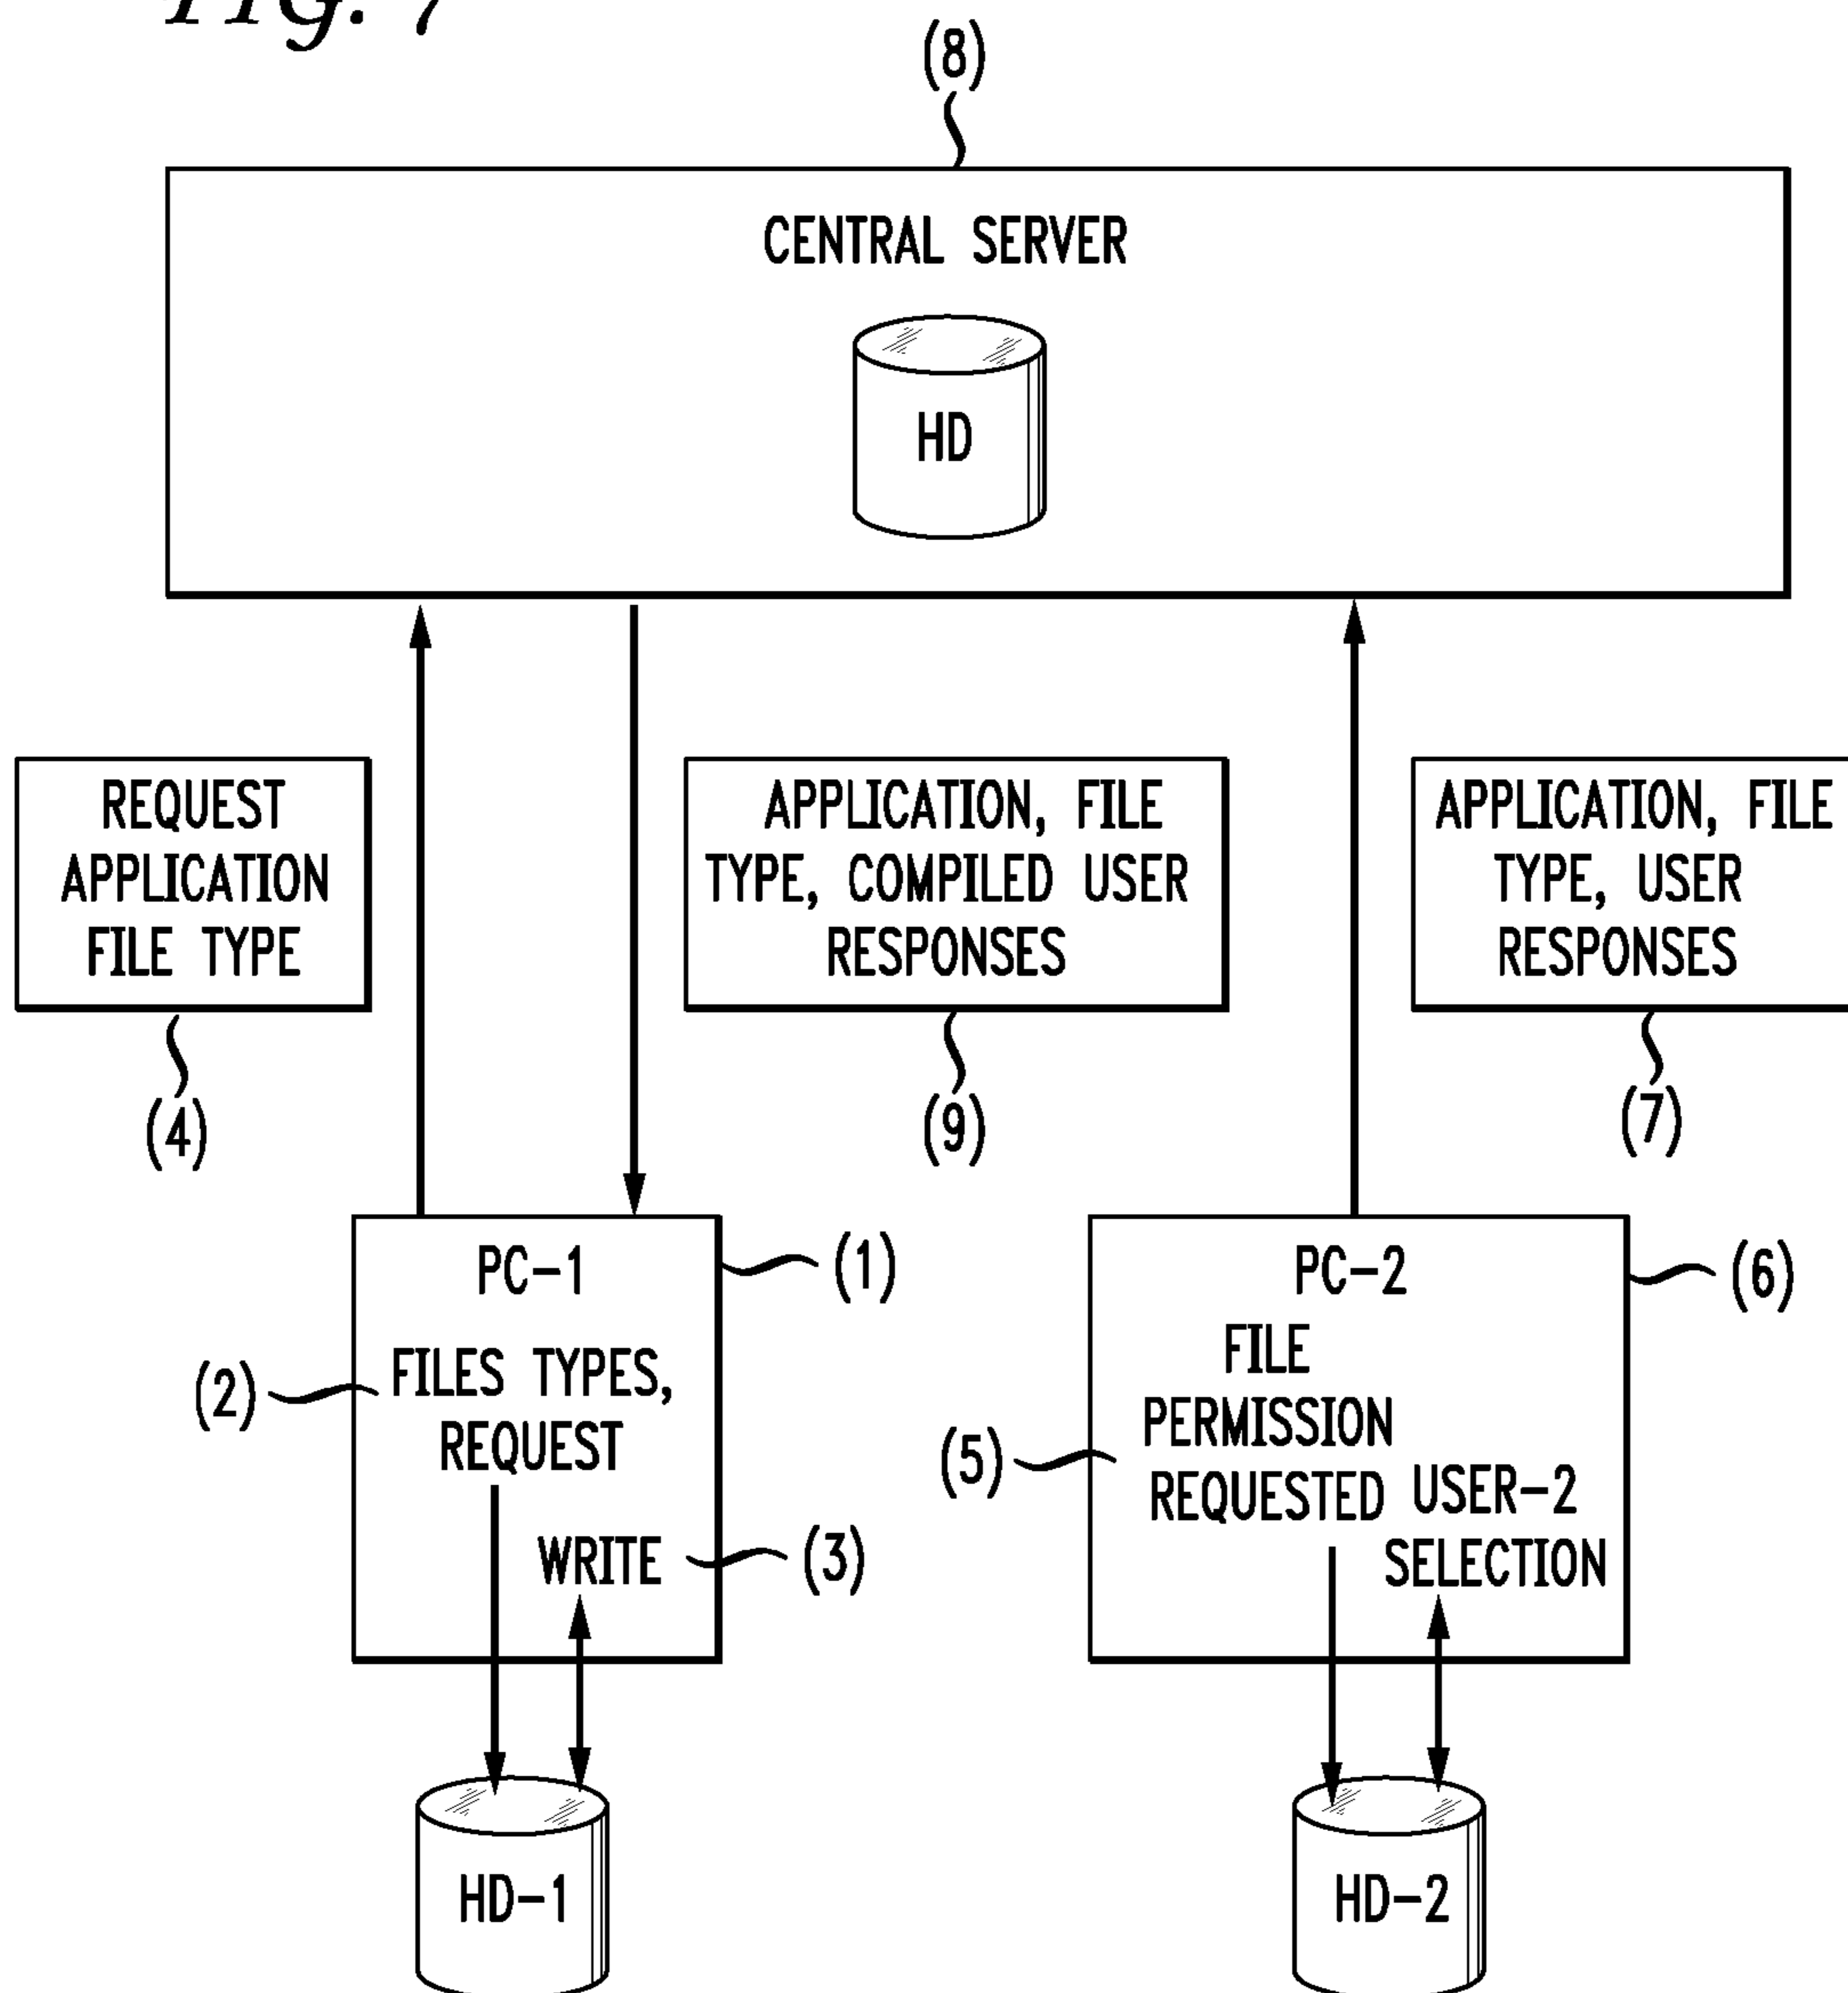 FIG. 7
(8)
CENTRAL SERVER
HD
REQUEST
APPLICATION
FILE TYPE
(4)
APPLICATION, FILE
TYPE, COMPILED USER
RESPONSES
(9)
APPLICATION, FILE
TYPE, USER
RESPONSES
(7)
PC-1
(1)
(2)
FILES TYPES,
REQUEST
WRITE
(3)
HD-1
PC-2
(6)
FILE
PERMISSION
REQUESTED
(5)
USER-2
SELECTION
HD-2